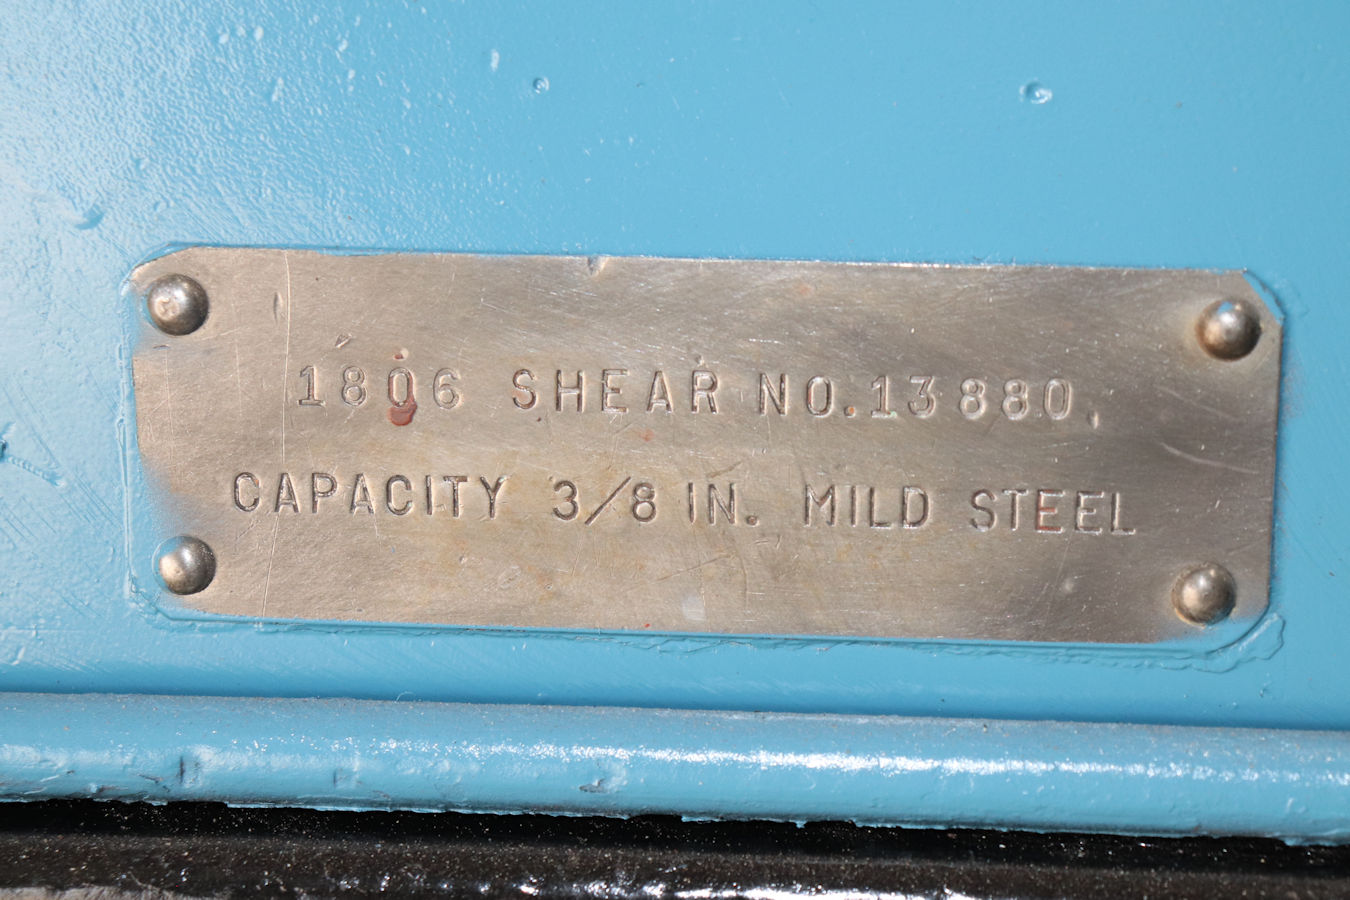 1806 SHEAR NO. 13880
CAPACITY 3/8 IN. MILD STEEL